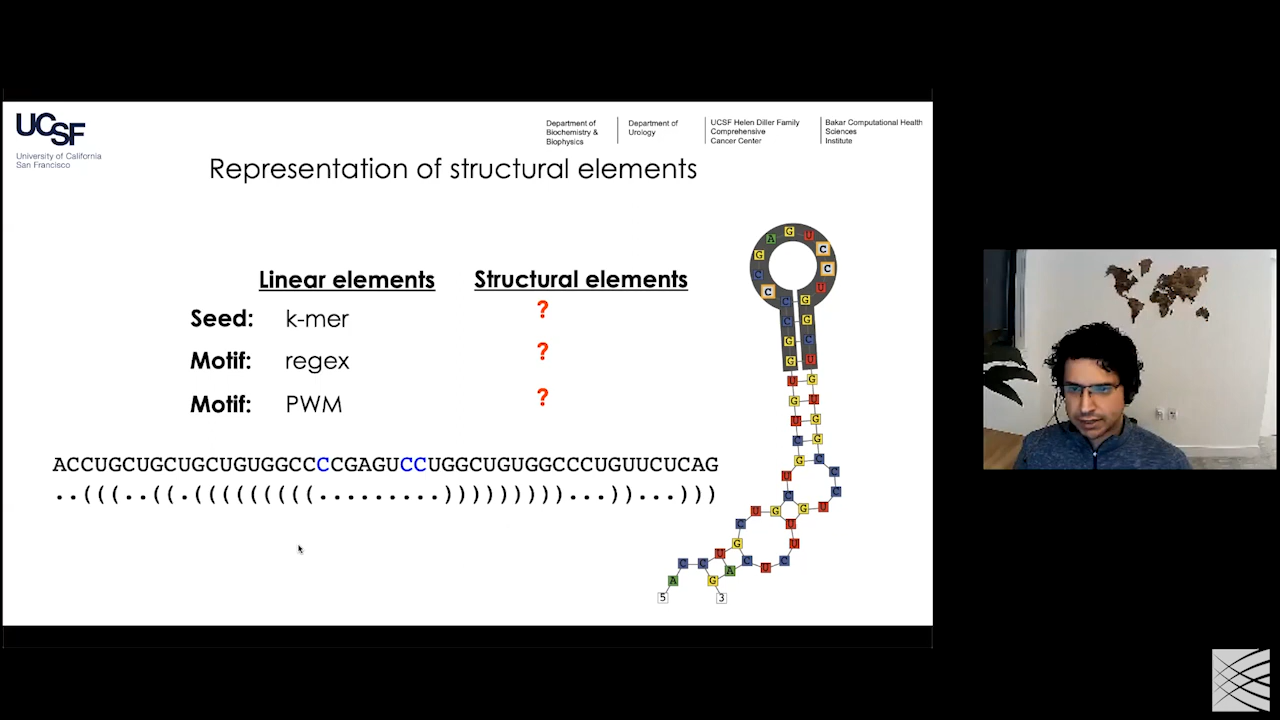 UCSF
University of California
San Francisco
Department of
Biochemistry &
Biophysics
Department of
Urology
UCSF Helen Diller Family
Comprehensive
Cancer Center
Bakar Computational Health
Sciences
Institute
Representation of structural elements
Linear elements Structural elements
Seed: k-mer ?
Motif: regex ?
Motif: PWM ?
ACCUGCUGCUGCUGUGGCCCCGAGUCCUGGCUGUGGCCCUGUUCUCAG
..(((..((.(((((((((.........)))))))))...))...)))
G U
A C
G C
C U
C
C G
C G
G C
G U
U G
G U
U G
C G
G C
U C
C C
U G G U
C U
G U
U C
C C A C U
A G
5 3